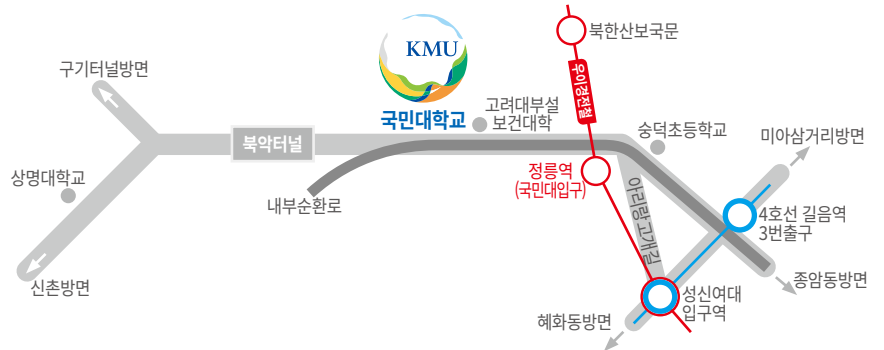 북한산보국문
KMU
구기터널방면
우이경전철
국민대학교
고려대부설
보건대학
숭덕초등학교
미아삼거리방면
북악터널
정릉역
(국민대입구)
상명대학교
내부순환로
아리랑고개길
4호선 길음역
3번출구
신촌방면
종암동방면
성신여대
입구역
혜화동방면